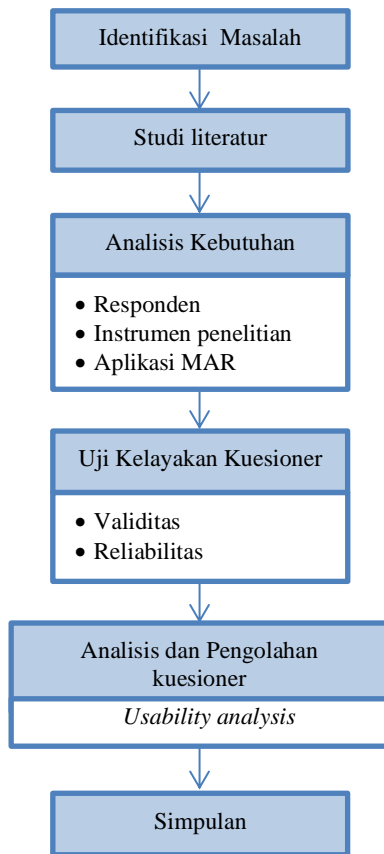 Identifikasi Masalah
Studi literatur
Analisis Kebutuhan
• Responden
• Instrumen penelitian
• Aplikasi MAR
Uji Kelayakan Kuesioner
• Validitas
• Reliabilitas
Analisis dan Pengolahan
kuesioner
Usability analysis
Simpulan